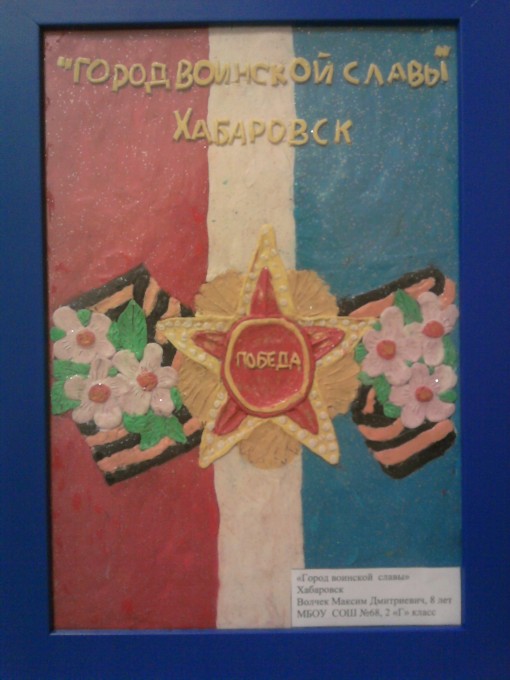 "ГОРОД ВОИНСКОЙ СЛАВЫ"
ХАБАРОВСК
ПОБЕДА
«Город воинской славы»
Хабаровск
Волчек Максим Дмитриевич, 8 лет
МБОУ СОШ №68, 2 «Г» класс